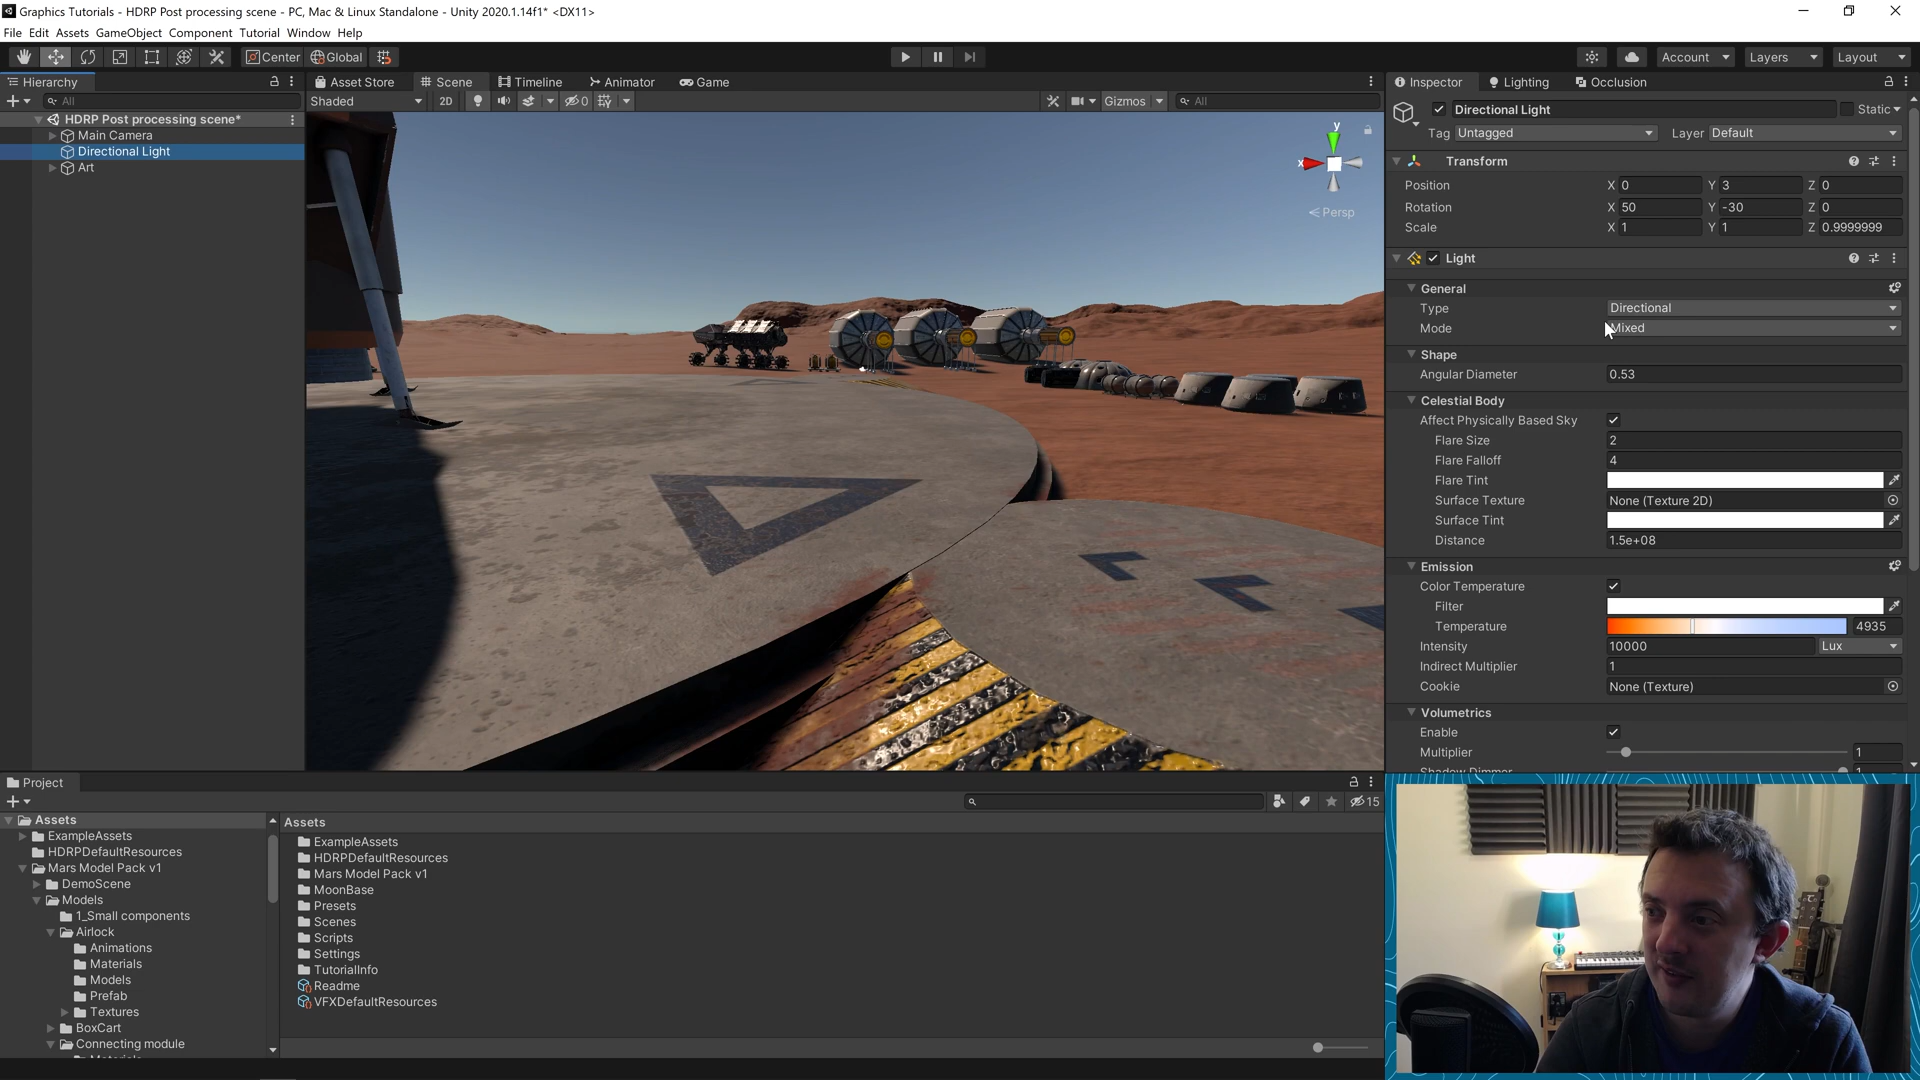 Graphics Tutorials - HDRP Post processing scene - PC, Mac & Linux Standalone - Unity 2020.1.14f1* <DX11>
File Edit Assets GameObject Component Tutorial Window Help
Center Global Account Layers Layout
Hierarchy
All
HDRP Post processing scene*
Main Camera
Directional Light
Art
Asset Store Scene Timeline Animator Game
Shaded 2D 0 Gizmos All
y
x
Persp
Inspector Lighting Occlusion
Directional Light Static
Tag Untagged Layer Default
Transform
Position X 0 Y 3 Z 0
Rotation X 50 Y -30 Z 0
Scale X 1 Y 1 Z 0.9999999
Light
General
Type Directional
Mode Mixed
Shape
Angular Diameter 0.53
Celestial Body
Affect Physically Based Sky
Flare Size 2
Flare Falloff 4
Flare Tint
Surface Texture None (Texture 2D)
Surface Tint
Distance 1.5e+08
Emission
Color Temperature
Filter
Temperature 4935
Intensity 10000 Lux
Indirect Multiplier 1
Cookie None (Texture)
Volumetrics
Enable
Multiplier 1
Shadow Dimmer 1
Project
15
Assets
ExampleAssets
HDRPDefaultResources
Mars Model Pack v1
DemoScene
Models
1_Small components
Airlock
Animations
Materials
Models
Prefab
Textures
BoxCart
Connecting module
Materials
Assets
ExampleAssets
HDRPDefaultResources
Mars Model Pack v1
MoonBase
Presets
Scenes
Scripts
Settings
TutorialInfo
Readme
VFXDefaultResources